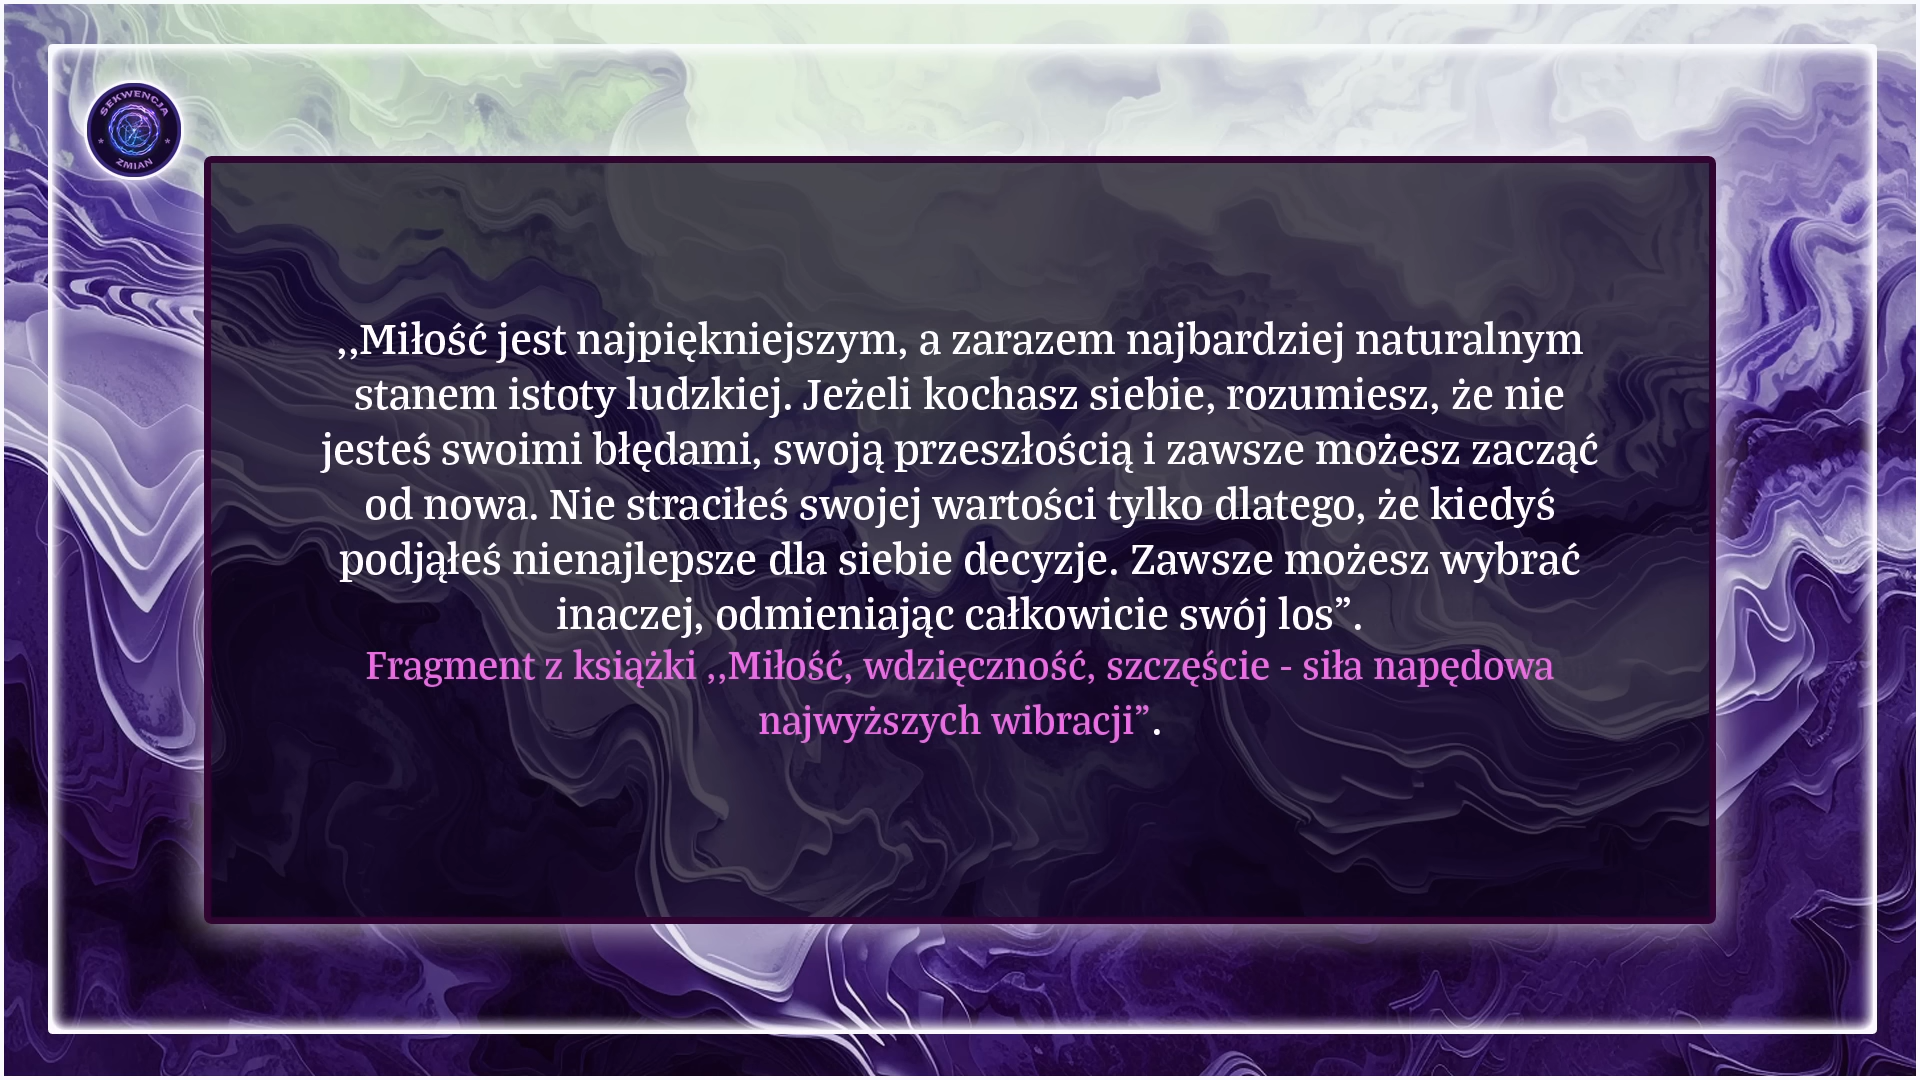 SEKWENCJA
ZMIAN
,,Miłość jest najpiękniejszym, a zarazem najbardziej naturalnym
stanem istoty ludzkiej. Jeżeli kochasz siebie, rozumiesz, że nie
jesteś swoimi błędami, swoją przeszłością i zawsze możesz zacząć
od nowa. Nie straciłeś swojej wartości tylko dlatego, że kiedyś
podjąłeś nienajlepsze dla siebie decyzje. Zawsze możesz wybrać
inaczej, odmieniając całkowicie swój los”.
Fragment z książki ,,Miłość, wdzięczność, szczęście - siła napędowa
najwyższych wibracji”.